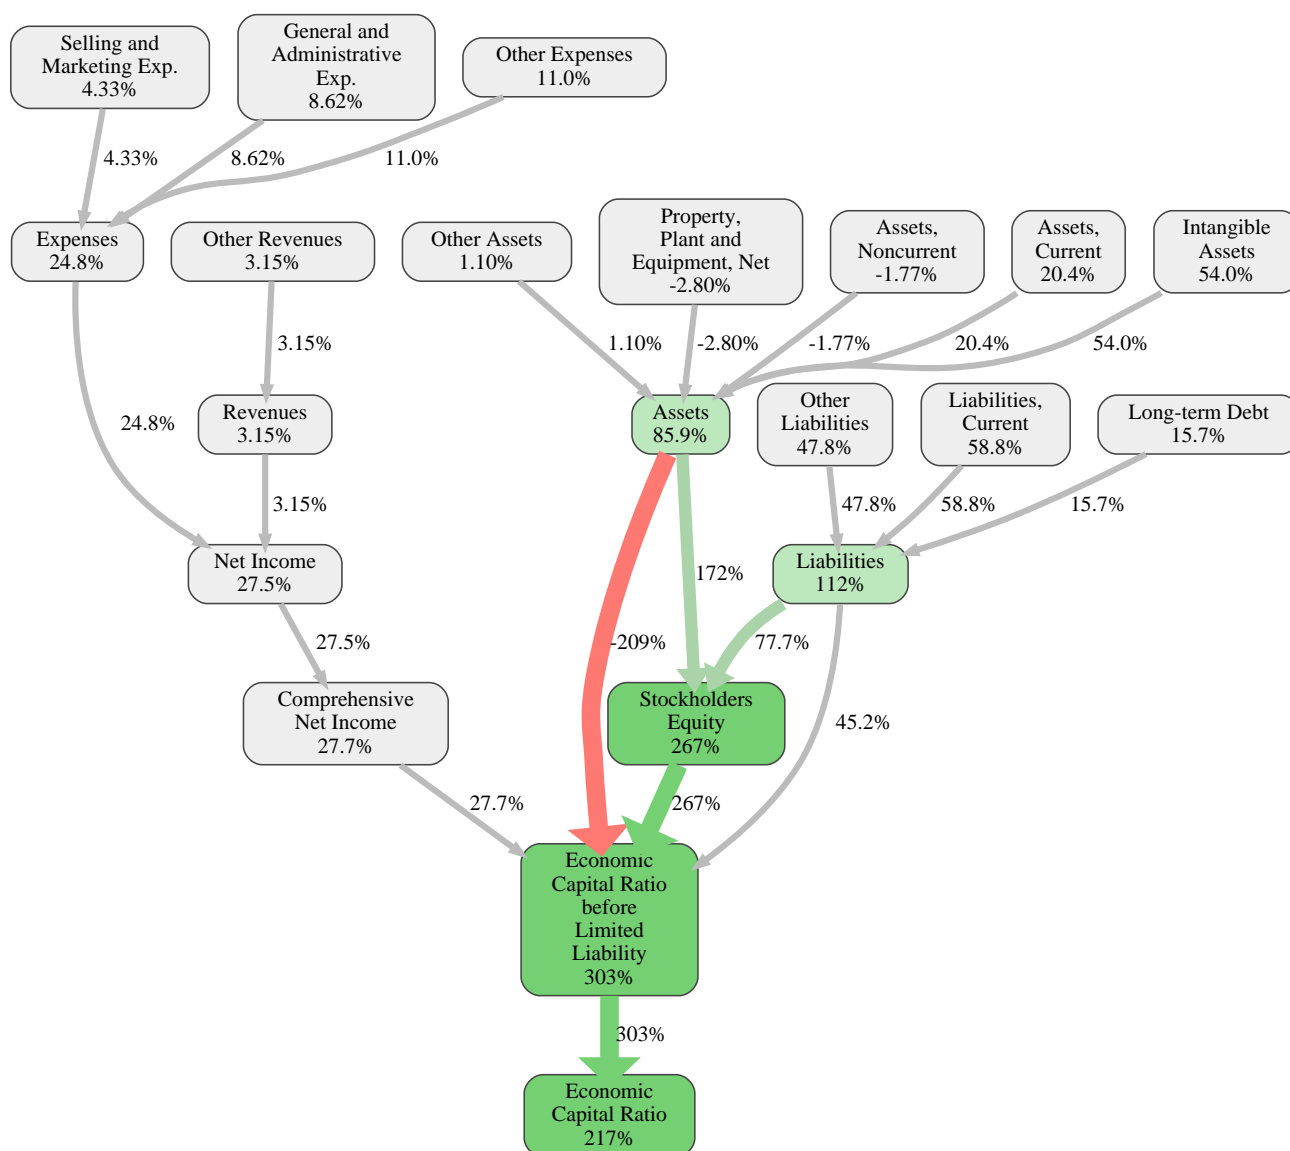 Selling and
Marketing Exp.
4.33%
General and
Administrative
Exp.
8.62%
Other Expenses
11.0%
4.33%
8.62%
11.0%
Expenses
24.8%
Other Revenues
3.15%
Other Assets
1.10%
Property,
Plant and
Equipment, Net
-2.80%
Assets,
Noncurrent
-1.77%
Assets,
Current
20.4%
Intangible
Assets
54.0%
3.15%
1.10%
-2.80%
-1.77%
20.4%
54.0%
24.8%
Revenues
3.15%
Assets
85.9%
Other
Liabilities
47.8%
Liabilities,
Current
58.8%
Long-term Debt
15.7%
3.15%
47.8%
58.8%
15.7%
Net Income
27.5%
172%
Liabilities
112%
27.5%
-209%
77.7%
Comprehensive
Net Income
27.7%
Stockholders
Equity
267%
45.2%
27.7%
267%
Economic
Capital Ratio
before
Limited
Liability
303%
303%
Economic
Capital Ratio
217%